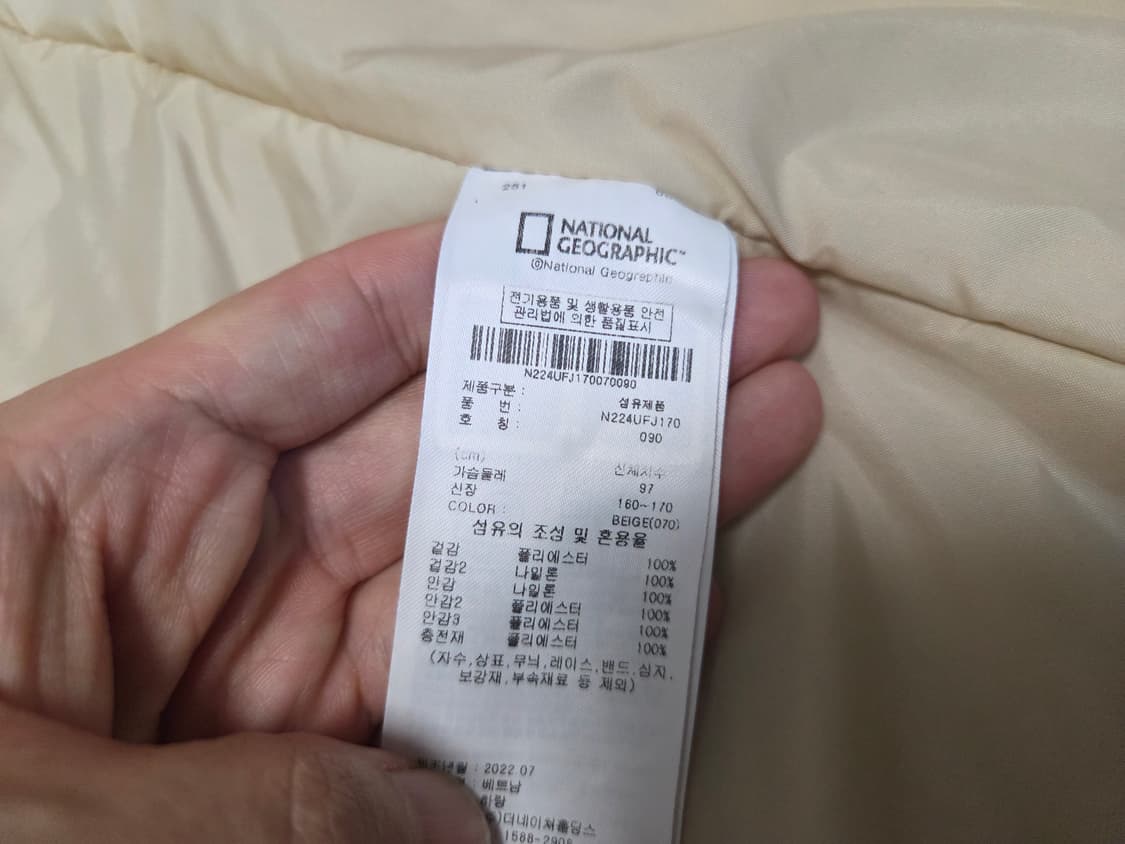 251
NATIONAL
GEOGRAPHIC™
©National Geographic
전기용품 및 생활용품 안전
관리법에 의한 품질표시
N224UFJ170070090
제품구분 : 섬유제품
품 번 : N224UFJ170
호 칭 : 090
(cm) 신체치수
가슴둘레 97
신장 160~170
COLOR : BEIGE(070)
섬유의 조성 및 혼용율
겉감 폴리에스터 100%
겉감2 나일론 100%
안감 나일론 100%
안감2 폴리에스터 100%
안감3 폴리에스터 100%
충전재 폴리에스터 100%
(자수,상표,무늬,레이스,밴드,심지,
보강재,부속재료 등 제외)
: 2022.07
: 베트남
하람
)더네이쳐홀딩스
1588-2906